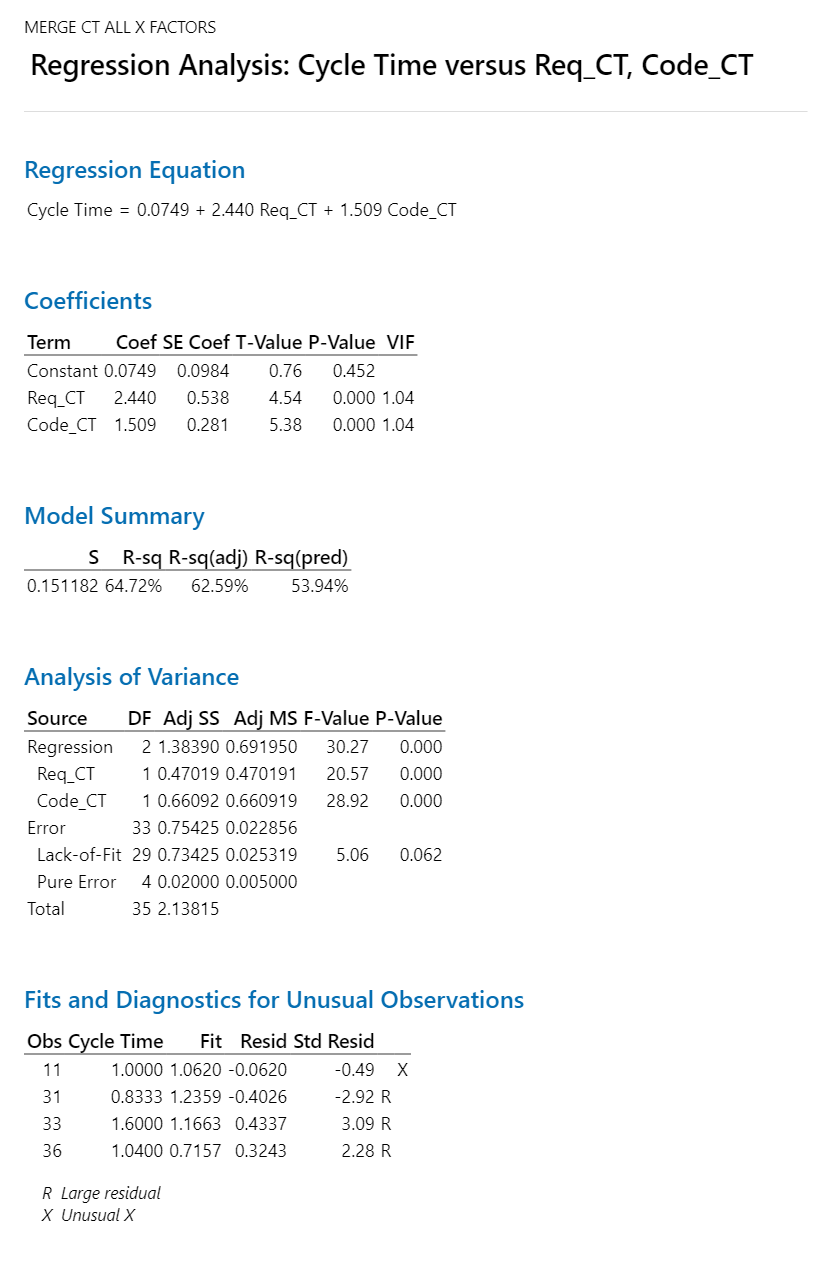 MERGE CT ALL X FACTORS
Regression Analysis: Cycle Time versus Req_CT, Code_CT
Regression Equation
Cycle Time = 0.0749 + 2.440 Req_CT + 1.509 Code_CT
Coefficients
Term Coef SE Coef T-Value P-Value VIF
Constant 0.0749 0.0984 0.76 0.452
Req_CT 2.440 0.538 4.54 0.000 1.04
Code_CT 1.509 0.281 5.38 0.000 1.04
Model Summary
S R-sq R-sq(adj) R-sq(pred)
0.151182 64.72% 62.59% 53.94%
Analysis of Variance
Source DF Adj SS Adj MS F-Value P-Value
Regression 2 1.38390 0.691950 30.27 0.000
Req_CT 1 0.47019 0.470191 20.57 0.000
Code_CT 1 0.66092 0.660919 28.92 0.000
Error 33 0.75425 0.022856
Lack-of-Fit 29 0.73425 0.025319 5.06 0.062
Pure Error 4 0.02000 0.005000
Total 35 2.13815
Fits and Diagnostics for Unusual Observations
Obs Cycle Time Fit Resid Std Resid
11 1.0000 1.0620 -0.0620 -0.49 X
31 0.8333 1.2359 -0.4026 -2.92 R
33 1.6000 1.1663 0.4337 3.09 R
36 1.0400 0.7157 0.3243 2.28 R
R Large residual
X Unusual X